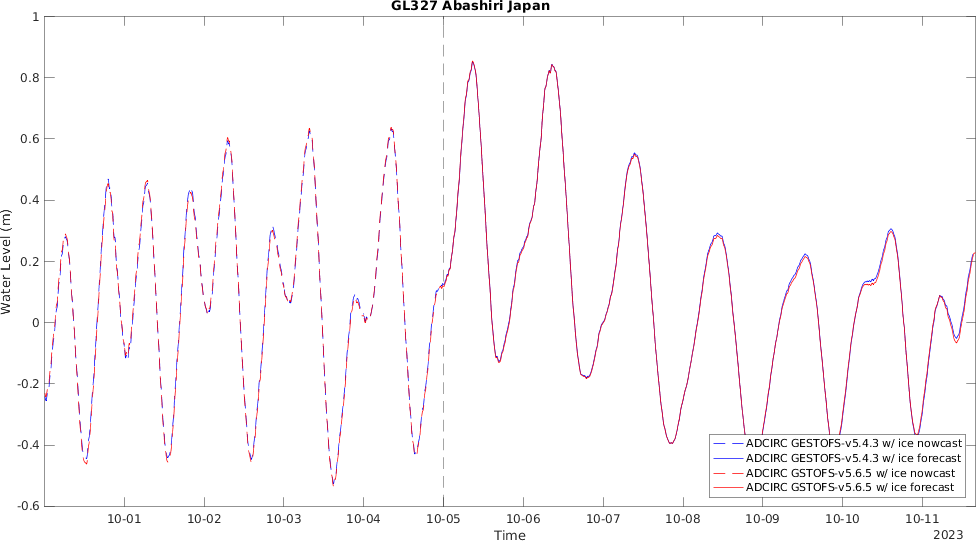 GL327 Abashiri Japan
1
0.8
0.6
0.4
0.2
0
-0.2
-0.4
-0.6
Water Level (m)
ADCIRC GESTOFS-v5.4.3 w/ ice nowcast
ADCIRC GESTOFS-v5.4.3 w/ ice forecast
ADCIRC GSTOFS-v5.6.5 w/ ice nowcast
ADCIRC GSTOFS-v5.6.5 w/ ice forecast
10-01 10-02 10-03 10-04 10-05 10-06 10-07 10-08 10-09 10-10 10-11
Time
2023